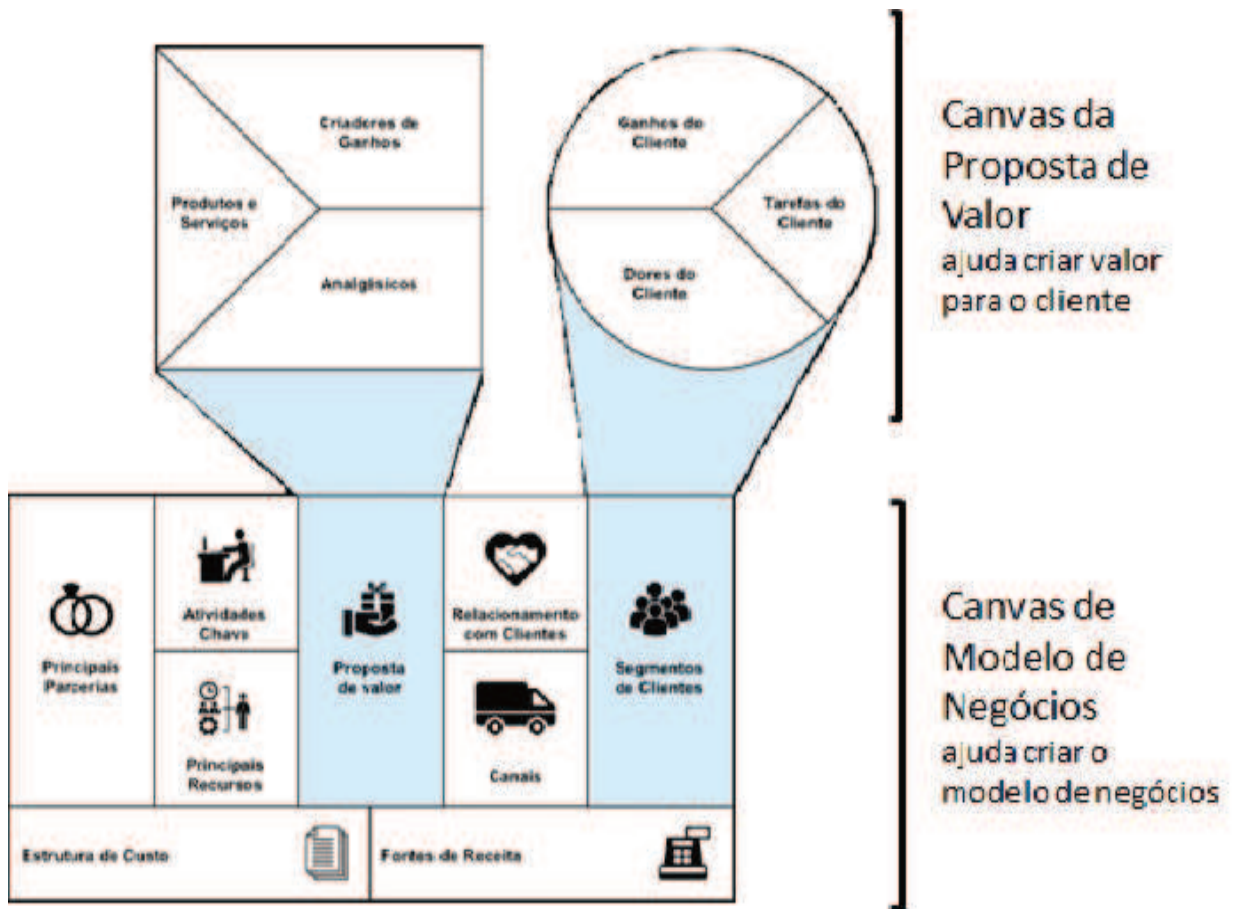 Criadores de
Ganhos
Produtos e
Serviços
Analgésicos
Ganhos do
Cliente
Tarefas do
Cliente
Dores do
Cliente
Canvas da
Proposta de
Valor
ajuda criar valor
para o cliente
Principais
Parcerias
Atividades
Chave
Principais
Recursos
Proposta
de valor
Relacionamento
com Clientes
Canais
Segmentos
de Clientes
Estrutura de Custo
Fontes de Receita
Canvas de
Modelo de
Negócios
ajuda criar o
modelo de negócios